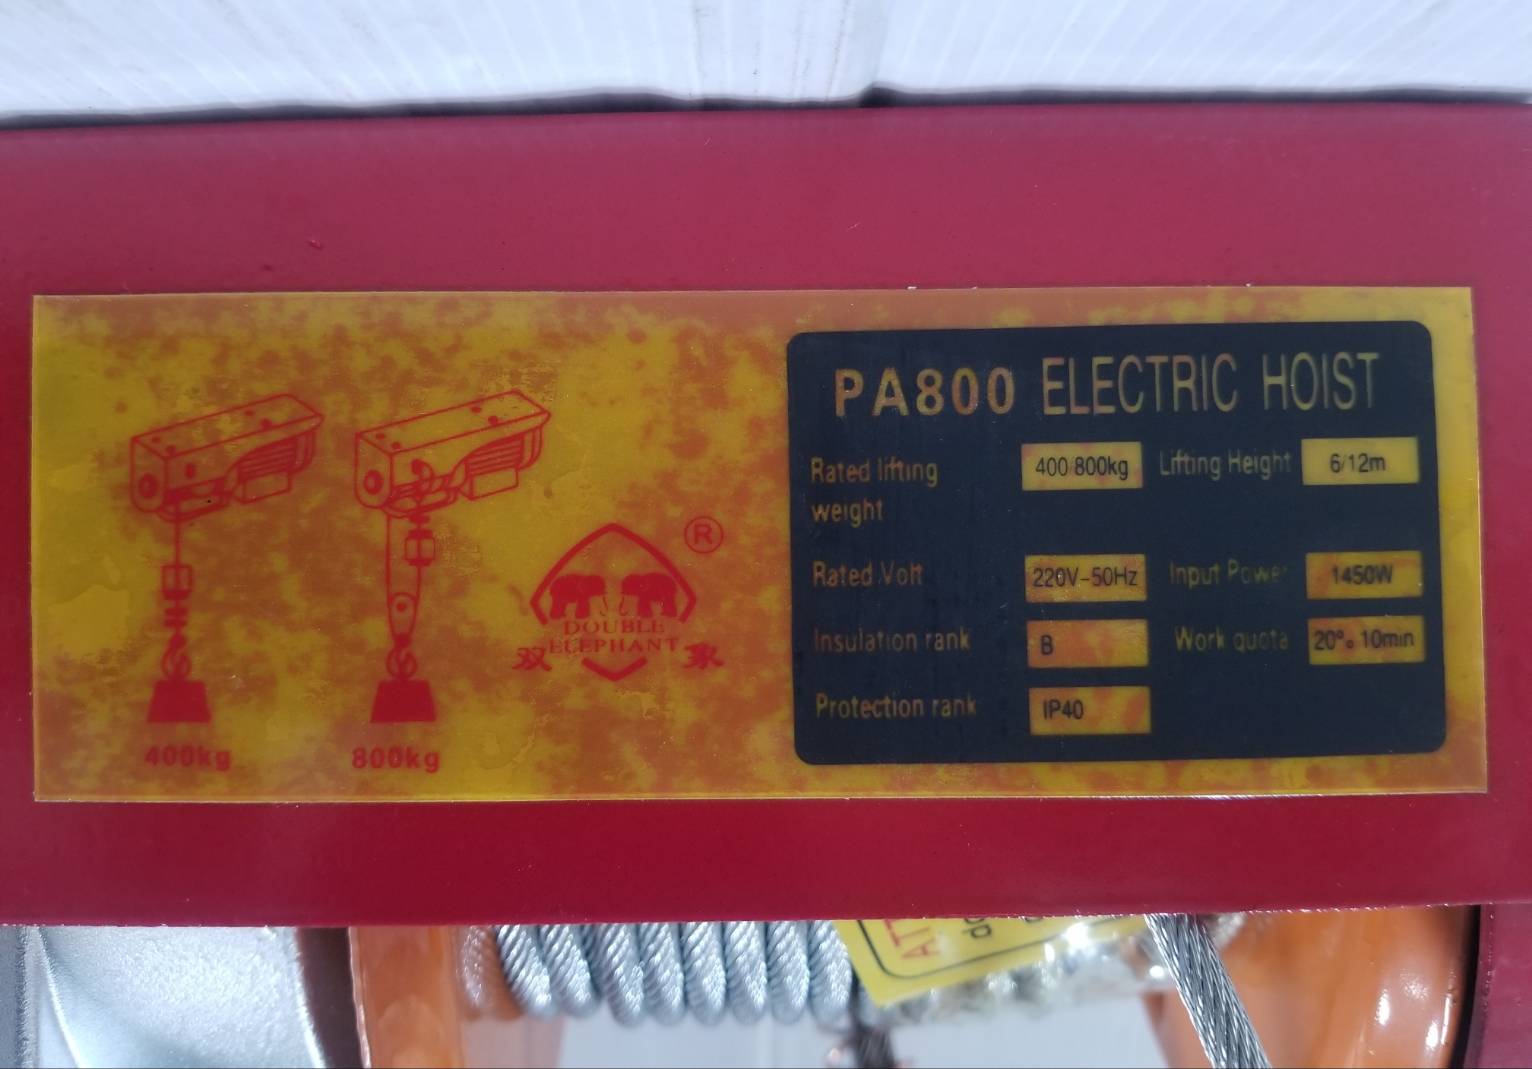 PA800 ELECTRIC HOIST
Rated lifting weight 400/800kg Lifting Height 6/12m
Rated Volt 220V-50Hz Input Power 1450W
Insulation rank B Work quota 20% 10min
Protection rank IP40
®
DOUBLE
ELEPHANT
双 象
400kg 800kg